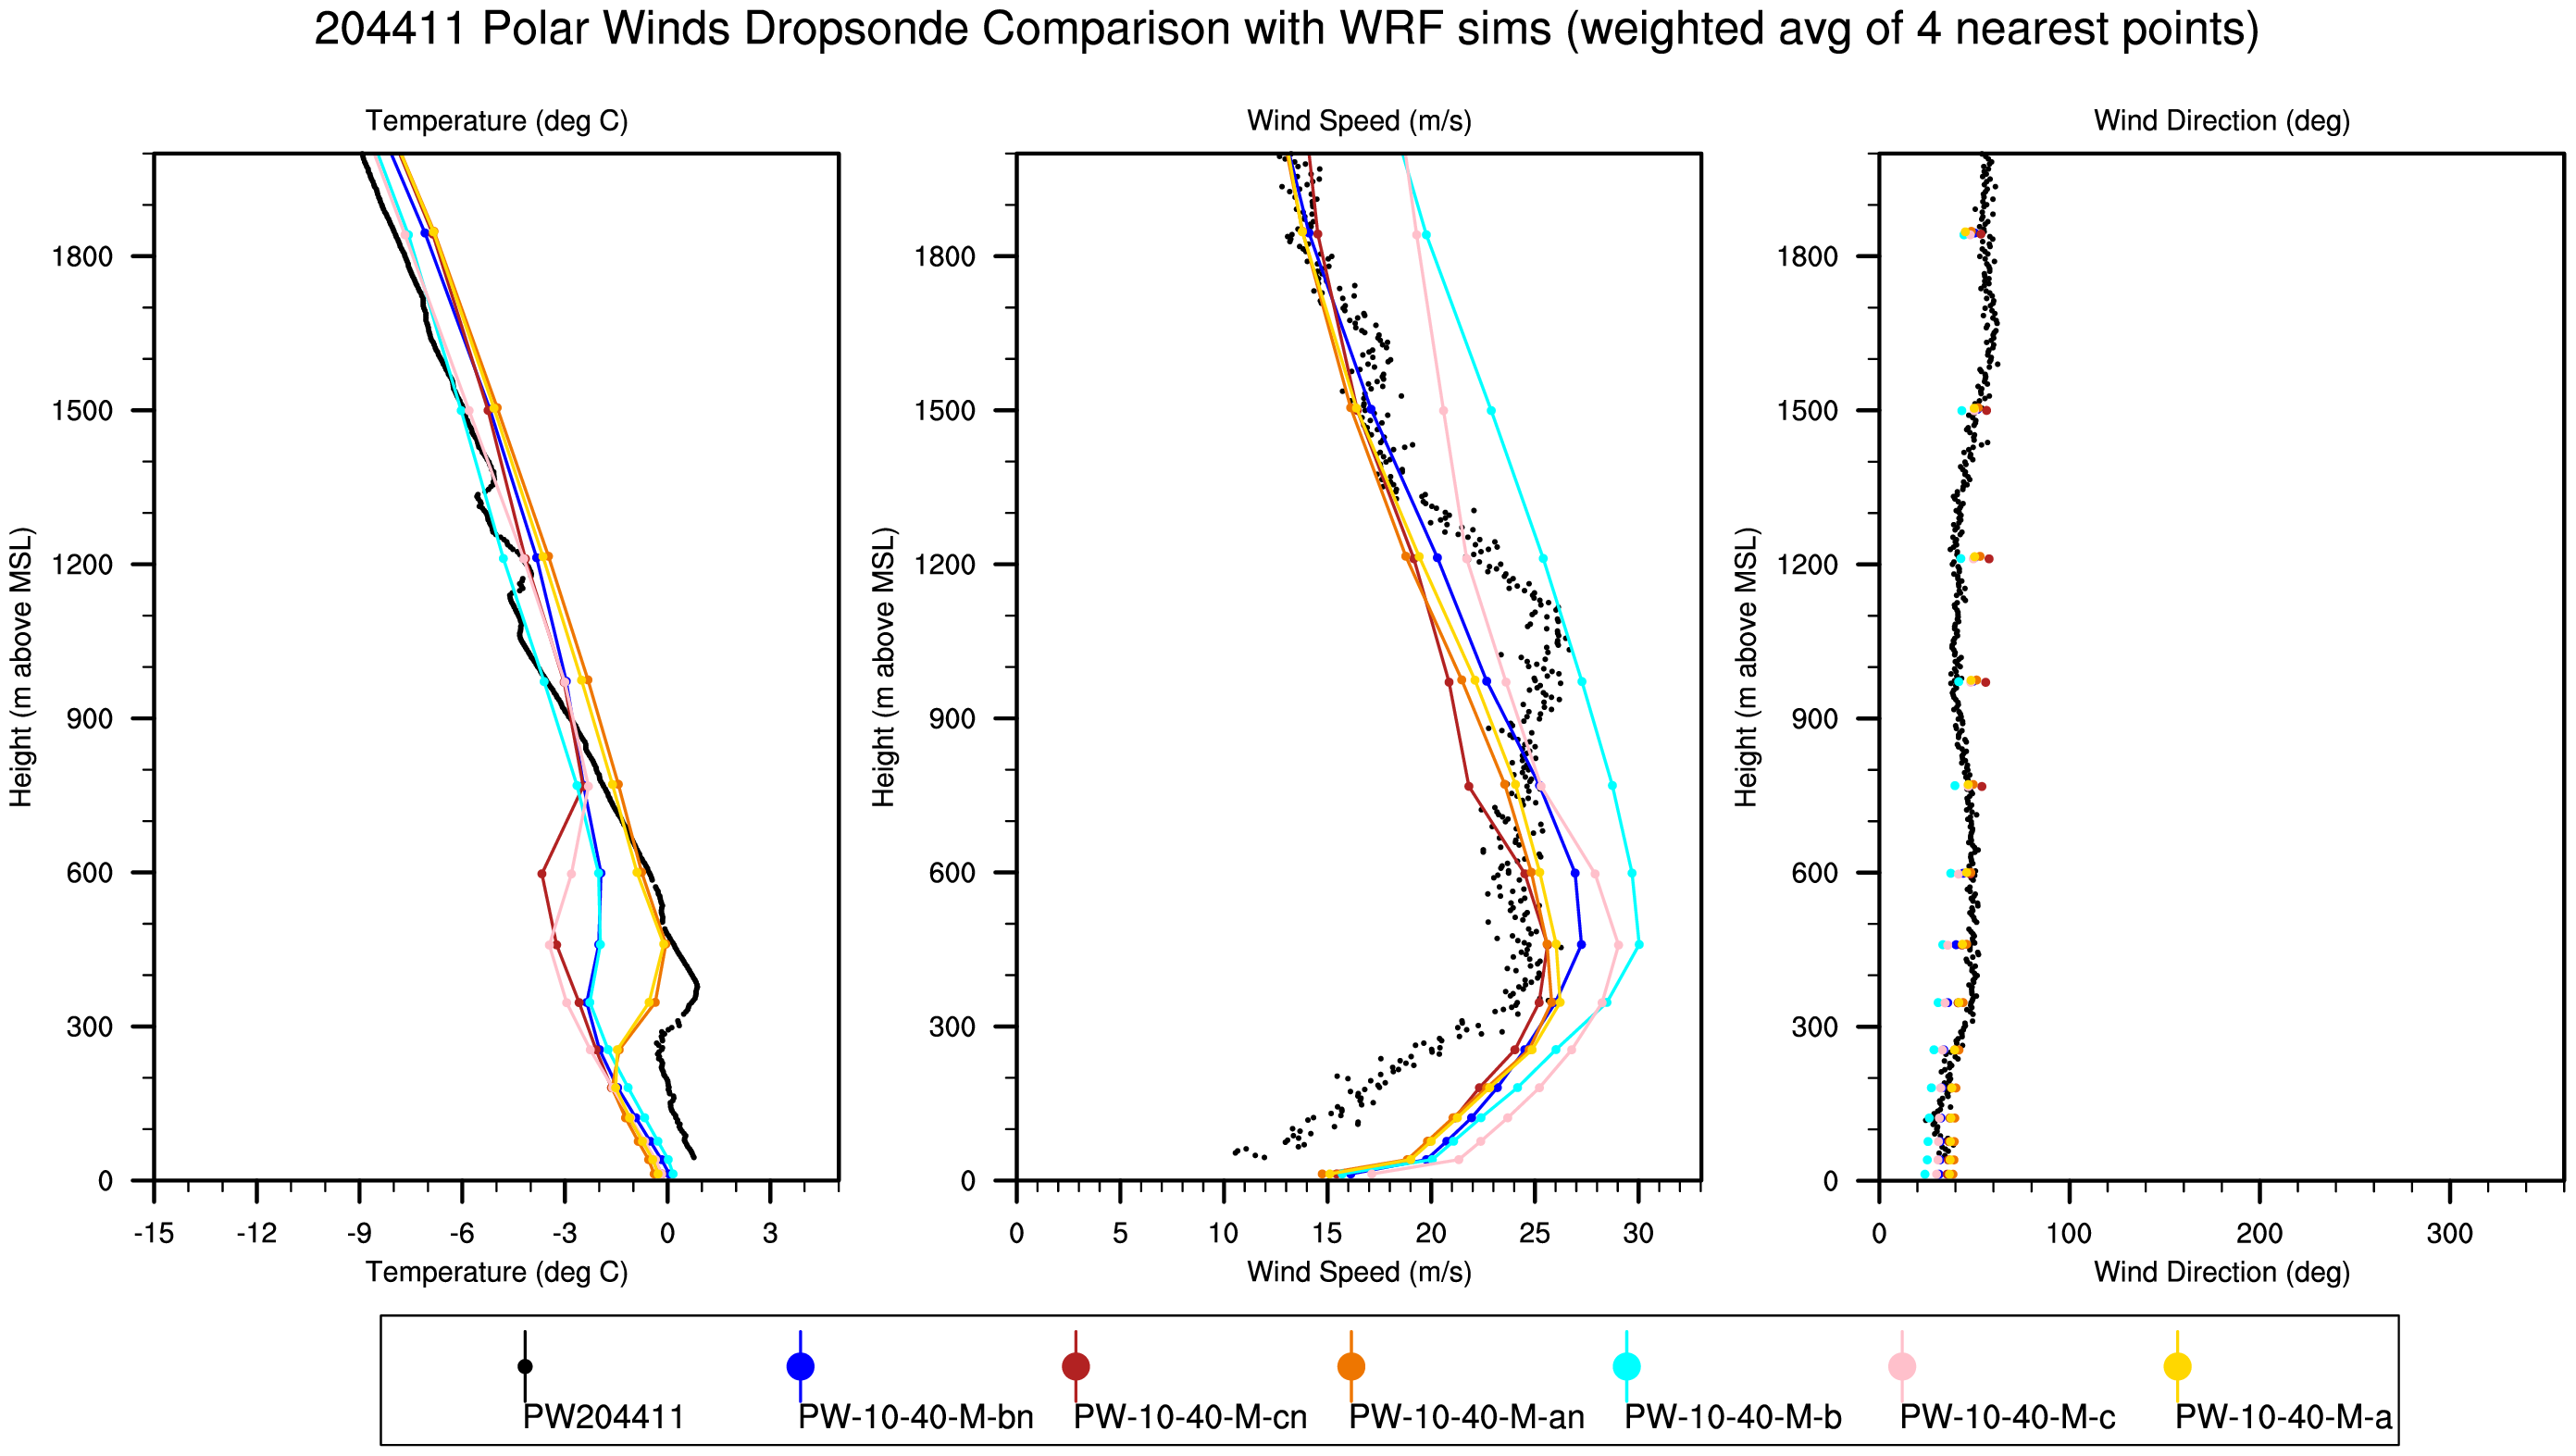 204411 Polar Winds Dropsonde Comparison with WRF sims (weighted avg of 4 nearest points)
Temperature (deg C)
Wind Speed (m/s)
Wind Direction (deg)
Height (m above MSL)
1800
1500
1200
900
600
300
0
-15 -12 -9 -6 -3 0 3
Temperature (deg C)
Height (m above MSL)
1800
1500
1200
900
600
300
0
0 5 10 15 20 25 30
Wind Speed (m/s)
Height (m above MSL)
1800
1500
1200
900
600
300
0
0 100 200 300
Wind Direction (deg)
PW204411 PW-10-40-M-bn PW-10-40-M-cn PW-10-40-M-an PW-10-40-M-b PW-10-40-M-c PW-10-40-M-a